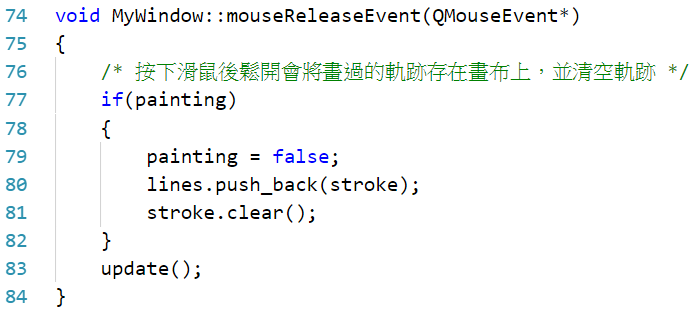 74 void MyWindow::mouseReleaseEvent(QMouseEvent*)
75 {
76     /* 按下滑鼠後鬆開會將畫過的軌跡存在畫布上，並清空軌跡 */
77     if(painting)
78     {
79         painting = false;
80         lines.push_back(stroke);
81         stroke.clear();
82     }
83     update();
84 }